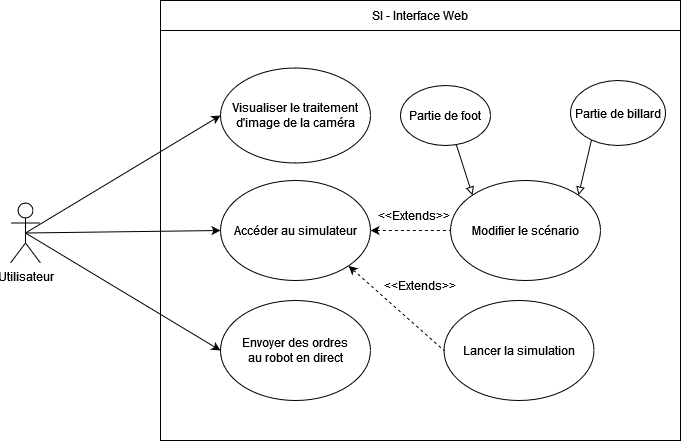 SI - Interface Web
Visualiser le traitement
d'image de la caméra
Partie de foot
Partie de billard
<<Extends>>
Accéder au simulateur
Modifier le scénario
Utilisateur
<<Extends>>
Envoyer des ordres
au robot en direct
Lancer la simulation